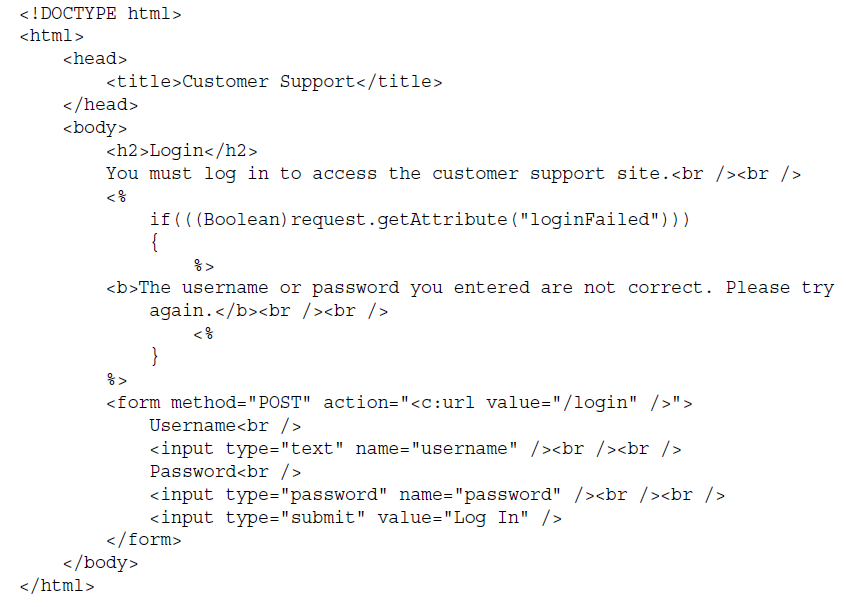 <!DOCTYPE html>
<html>
<head>
<title>Customer Support</title>
</head>
<body>
<h2>Login</h2>
You must log in to access the customer support site.<br /><br />
<%
if(((Boolean)request.getAttribute("loginFailed")))
{
%>
<b>The username or password you entered are not correct. Please try
again.</b><br /><br />
<%
}
%>
<form method="POST" action="<c:url value="/login" />">
Username<br />
<input type="text" name="username" /><br /><br />
Password<br />
<input type="password" name="password" /><br /><br />
<input type="submit" value="Log In" />
</form>
</body>
</html>